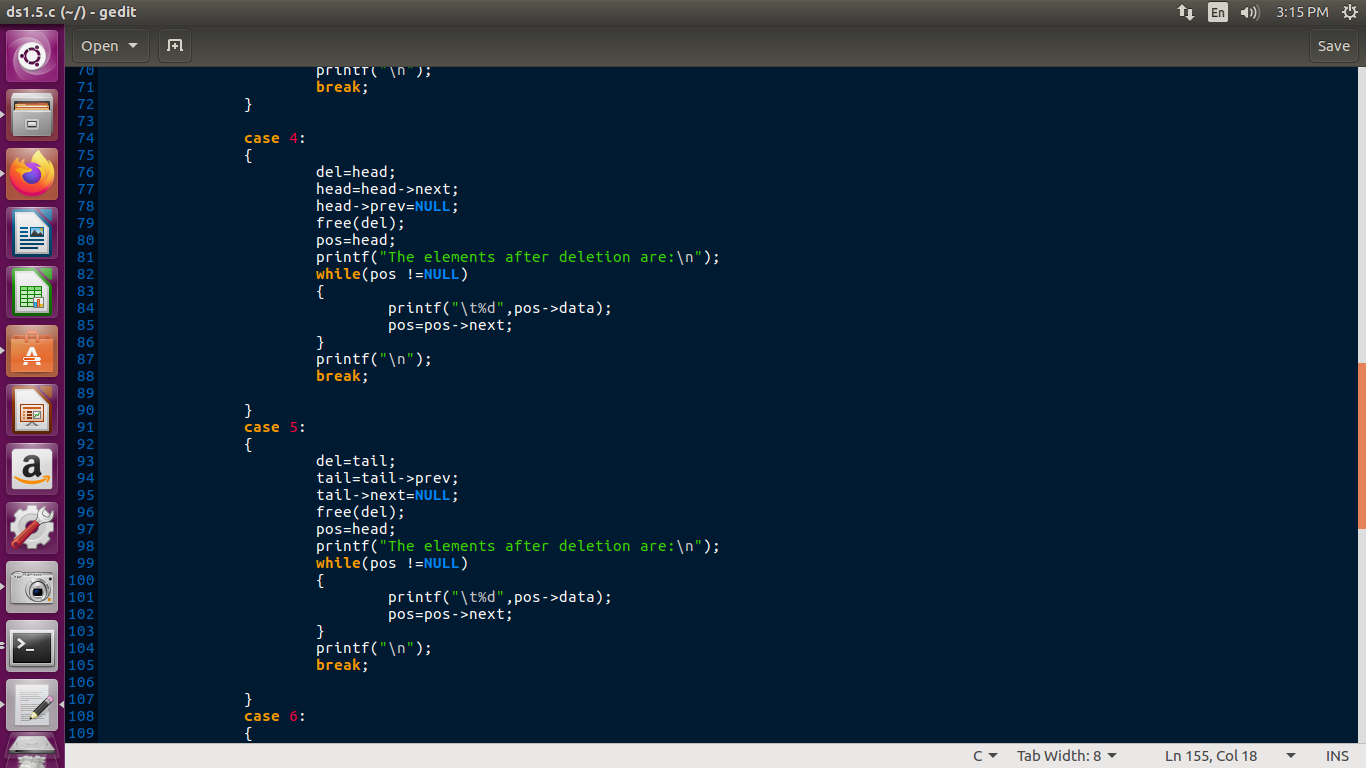 ds1.5.c (~/) - gedit
En
3:15 PM
Open
Save
70 printf("\n");
71 break;
72 }
73
74 case 4:
75 {
76 del=head;
77 head=head->next;
78 head->prev=NULL;
79 free(del);
80 pos=head;
81 printf("The elements after deletion are:\n");
82 while(pos !=NULL)
83 {
84 printf("\t%d",pos->data);
85 pos=pos->next;
86 }
87 printf("\n");
88 break;
89
90 }
91 case 5:
92 {
93 del=tail;
94 tail=tail->prev;
95 tail->next=NULL;
96 free(del);
97 pos=head;
98 printf("The elements after deletion are:\n");
99 while(pos !=NULL)
100 {
101 printf("\t%d",pos->data);
102 pos=pos->next;
103 }
104 printf("\n");
105 break;
106
107 }
108 case 6:
109 {
C
Tab Width: 8
Ln 155, Col 18
INS